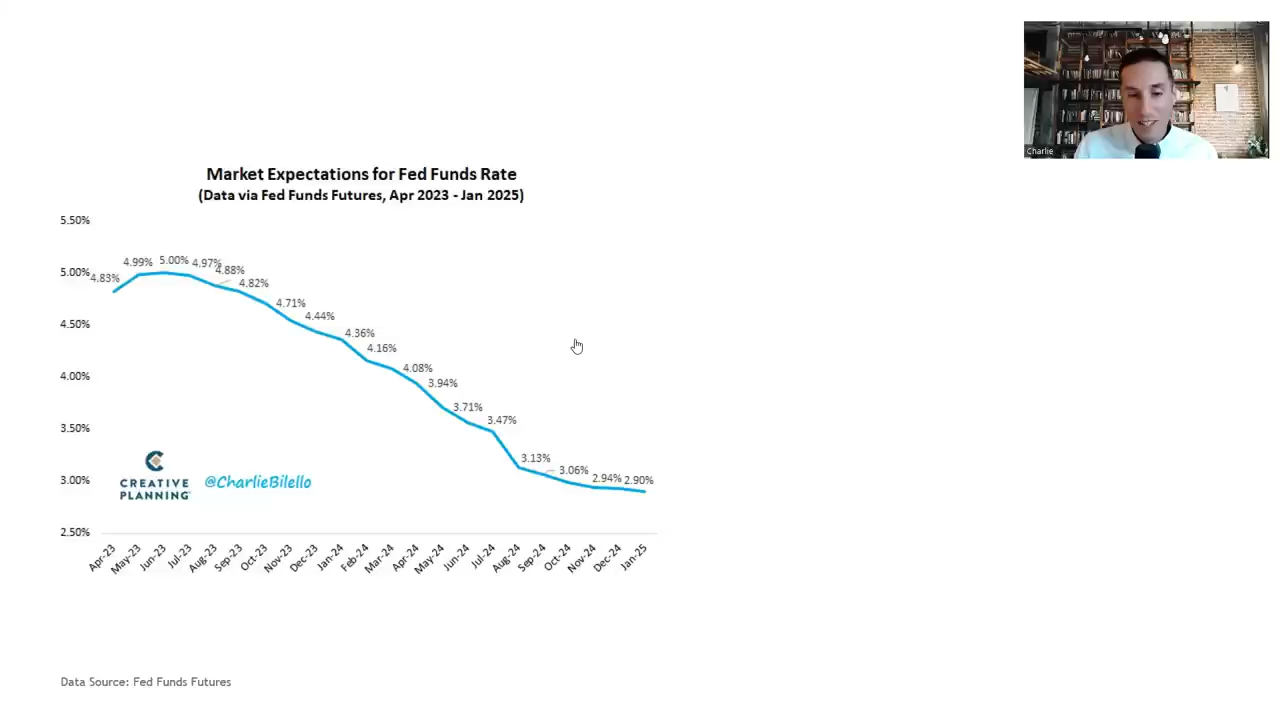 Charlie
Market Expectations for Fed Funds Rate
(Data via Fed Funds Futures, Apr 2023 - Jan 2025)
5.50%
5.00%
4.50%
4.00%
3.50%
3.00%
2.50%
4.83%
4.99%
5.00%
4.97%
4.88%
4.82%
4.71%
4.44%
4.36%
4.16%
4.08%
3.94%
3.71%
3.47%
3.13%
3.06%
2.94%
2.90%
CREATIVE
PLANNING
@CharlieBilello
Apr-23
May-23
Jun-23
Jul-23
Aug-23
Sep-23
Oct-23
Nov-23
Dec-23
Jan-24
Feb-24
Mar-24
Apr-24
May-24
Jun-24
Jul-24
Aug-24
Sep-24
Oct-24
Nov-24
Dec-24
Jan-25
Data Source: Fed Funds Futures